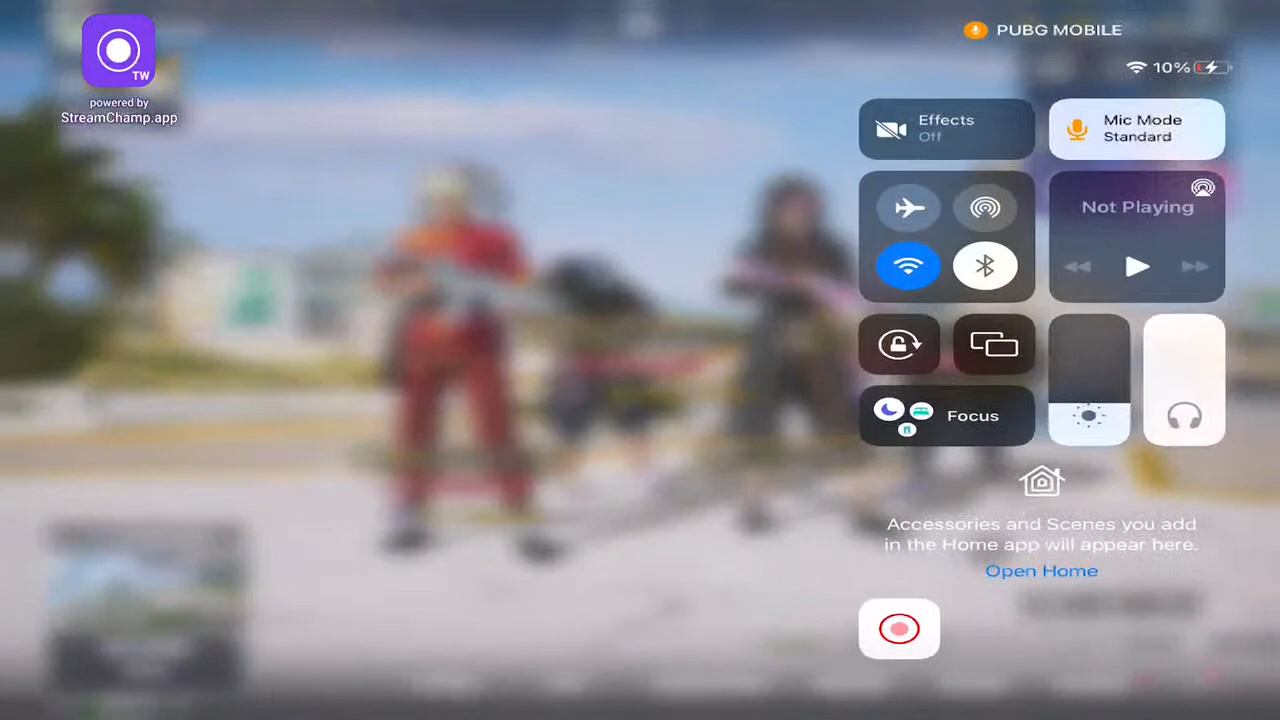 TW
powered by
StreamChamp.app
PUBG MOBILE
10%
Effects
Off
Mic Mode
Standard
Not Playing
Focus
Accessories and Scenes you add
in the Home app will appear here.
Open Home